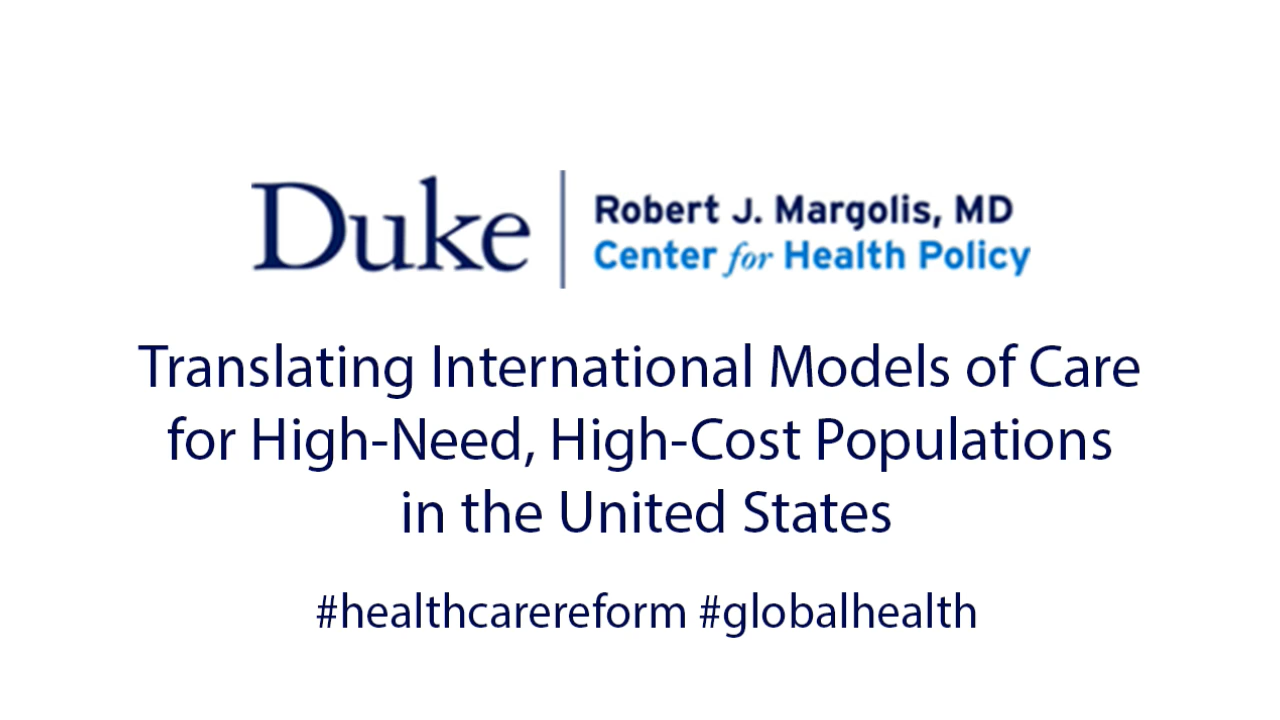 Duke
Robert J. Margolis, MD
Center for Health Policy
Translating International Models of Care
for High-Need, High-Cost Populations
in the United States
#healthcarereform #globalhealth